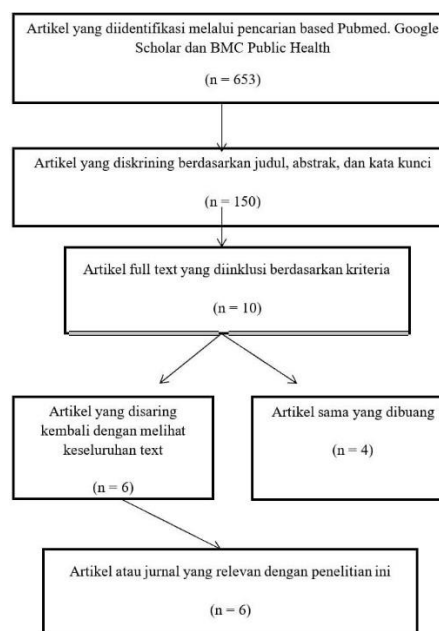 Artikel yang diidentifikasi melalui pencarian based Pubmed. Google
Scholar dan BMC Public Health
(n = 653)
Artikel yang diskrining berdasarkan judul, abstrak, dan kata kunci
(n = 150)
Artikel full text yang diinklusi berdasarkan kriteria
(n = 10)
Artikel yang disaring
kembali dengan melihat
keseluruhan text
(n = 6)
Artikel sama yang dibuang
(n = 4)
Artikel atau jurnal yang relevan dengan penelitian ini
(n = 6)